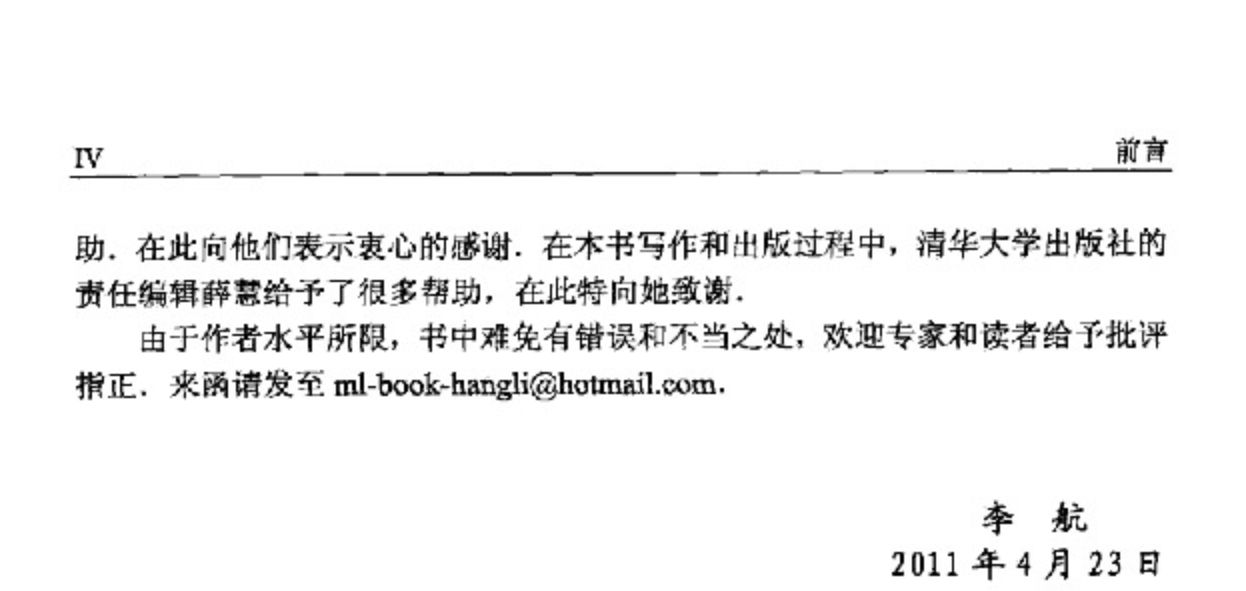 IV 前言
助．在此向他们表示衷心的感谢．在本书写作和出版过程中，清华大学出版社的
责任编辑薛慧给予了很多帮助，在此特向她致谢．
由于作者水平所限，书中难免有错误和不当之处，欢迎专家和读者给予批评
指正．来函请发至 ml-book-hangli@hotmail.com．
李 航
2011 年 4 月 23 日